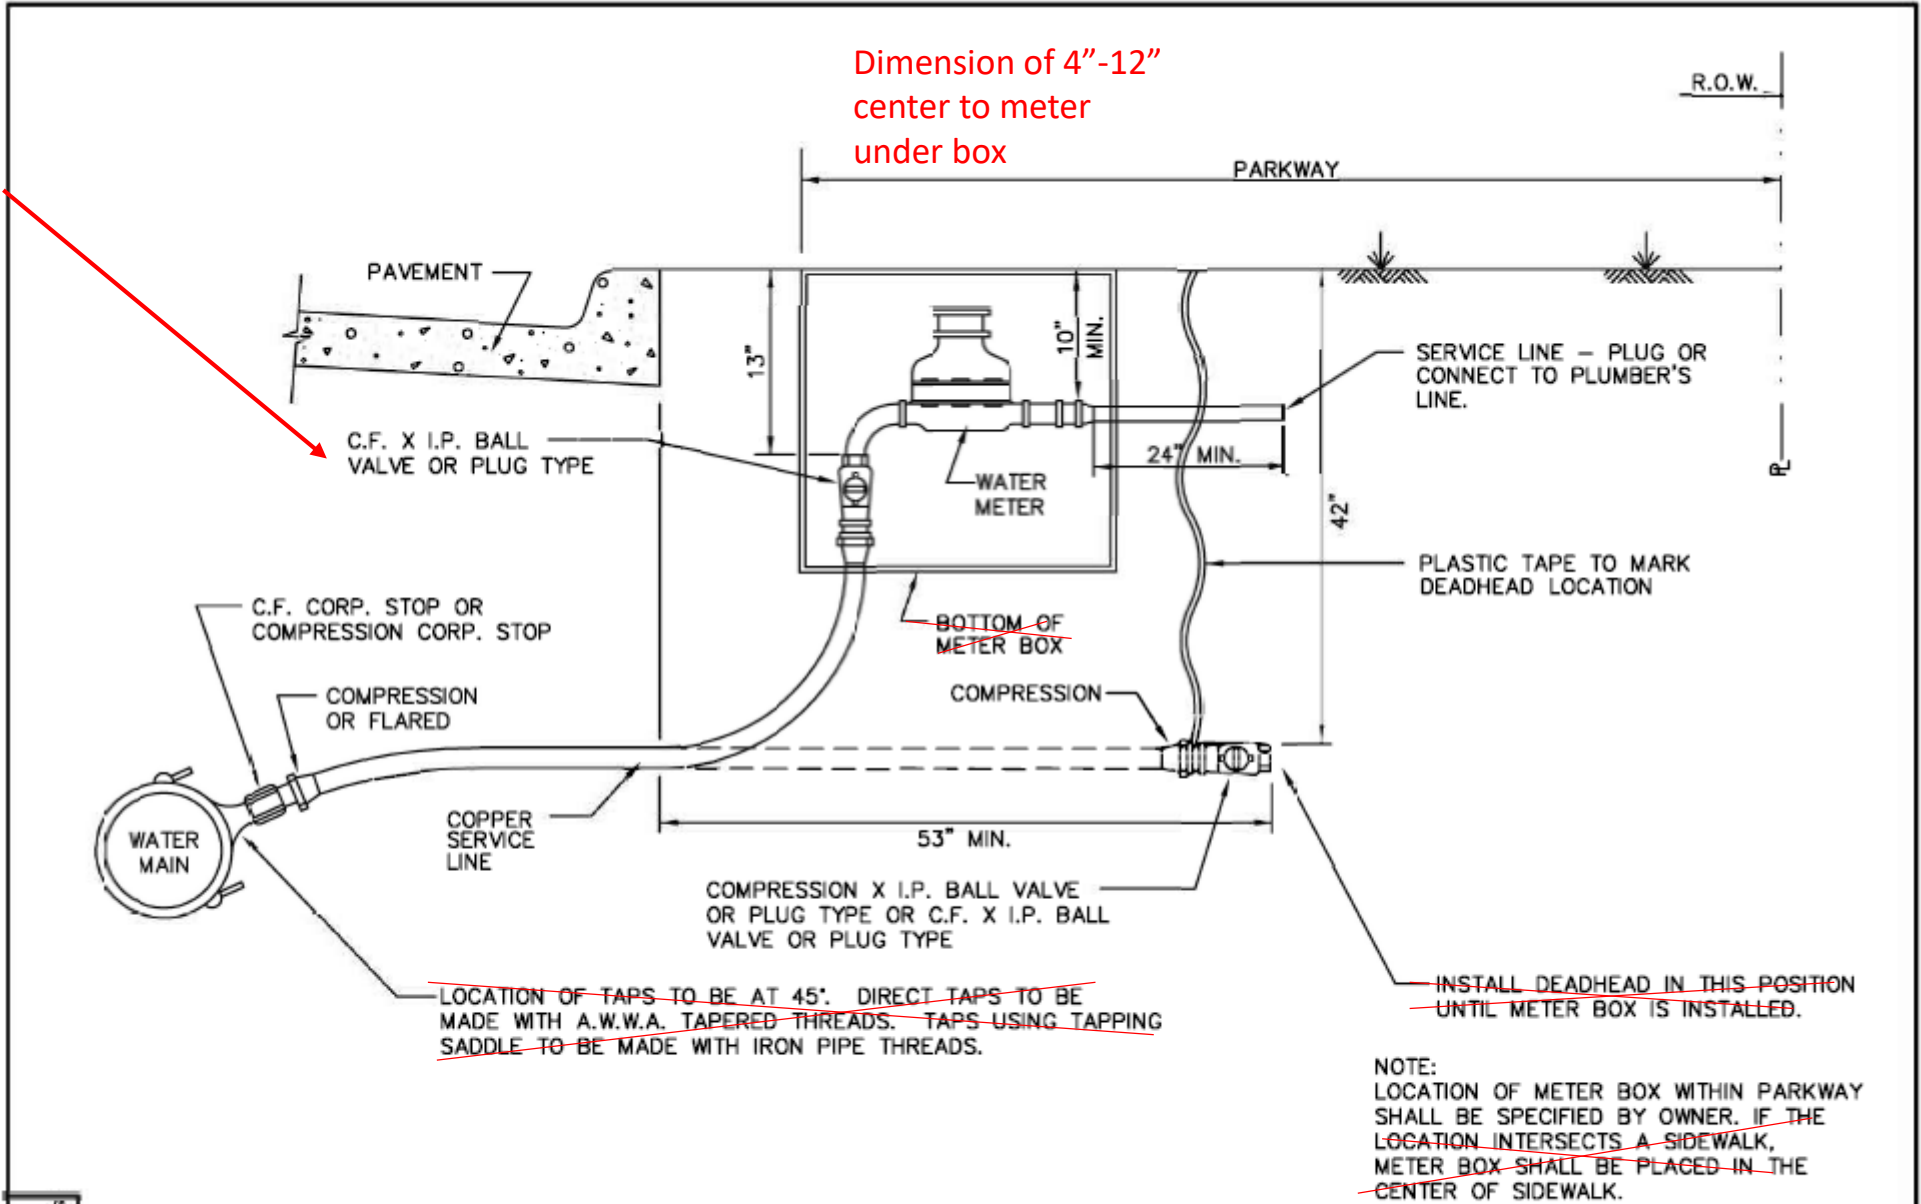 Dimension of 4”-12”
center to meter
under box
R.O.W.
PARKWAY
PAVEMENT
13"
10"
MIN.
SERVICE LINE – PLUG OR
CONNECT TO PLUMBER'S
LINE.
C.F. X I.P. BALL
VALVE OR PLUG TYPE
24" MIN.
WATER
METER
42"
PL
PLASTIC TAPE TO MARK
DEADHEAD LOCATION
C.F. CORP. STOP OR
COMPRESSION CORP. STOP
BOTTOM OF
METER BOX
COMPRESSION
OR FLARED
COMPRESSION
WATER
MAIN
COPPER
SERVICE
LINE
53" MIN.
COMPRESSION X I.P. BALL VALVE
OR PLUG TYPE OR C.F. X I.P. BALL
VALVE OR PLUG TYPE
LOCATION OF TAPS TO BE AT 45°. DIRECT TAPS TO BE
MADE WITH A.W.W.A. TAPERED THREADS. TAPS USING TAPPING
SADDLE TO BE MADE WITH IRON PIPE THREADS.
INSTALL DEADHEAD IN THIS POSITION
UNTIL METER BOX IS INSTALLED.
NOTE:
LOCATION OF METER BOX WITHIN PARKWAY
SHALL BE SPECIFIED BY OWNER. IF THE
LOCATION INTERSECTS A SIDEWALK,
METER BOX SHALL BE PLACED IN THE
CENTER OF SIDEWALK.